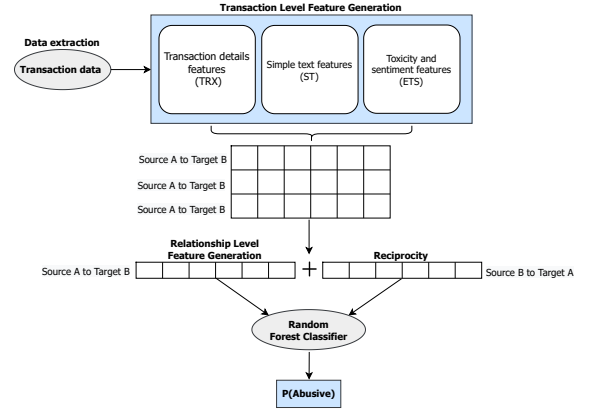 Transaction Level Feature Generation
Data extraction
Transaction data
Transaction details
features
(TRX)
Simple text features
(ST)
Toxicity and
sentiment features
(ETS)
Source A to Target B
Source A to Target B
Source A to Target B
Relationship Level
Feature Generation
Reciprocity
Source A to Target B
+
Source B to Target A
Random
Forest Classifier
P(Abusive)